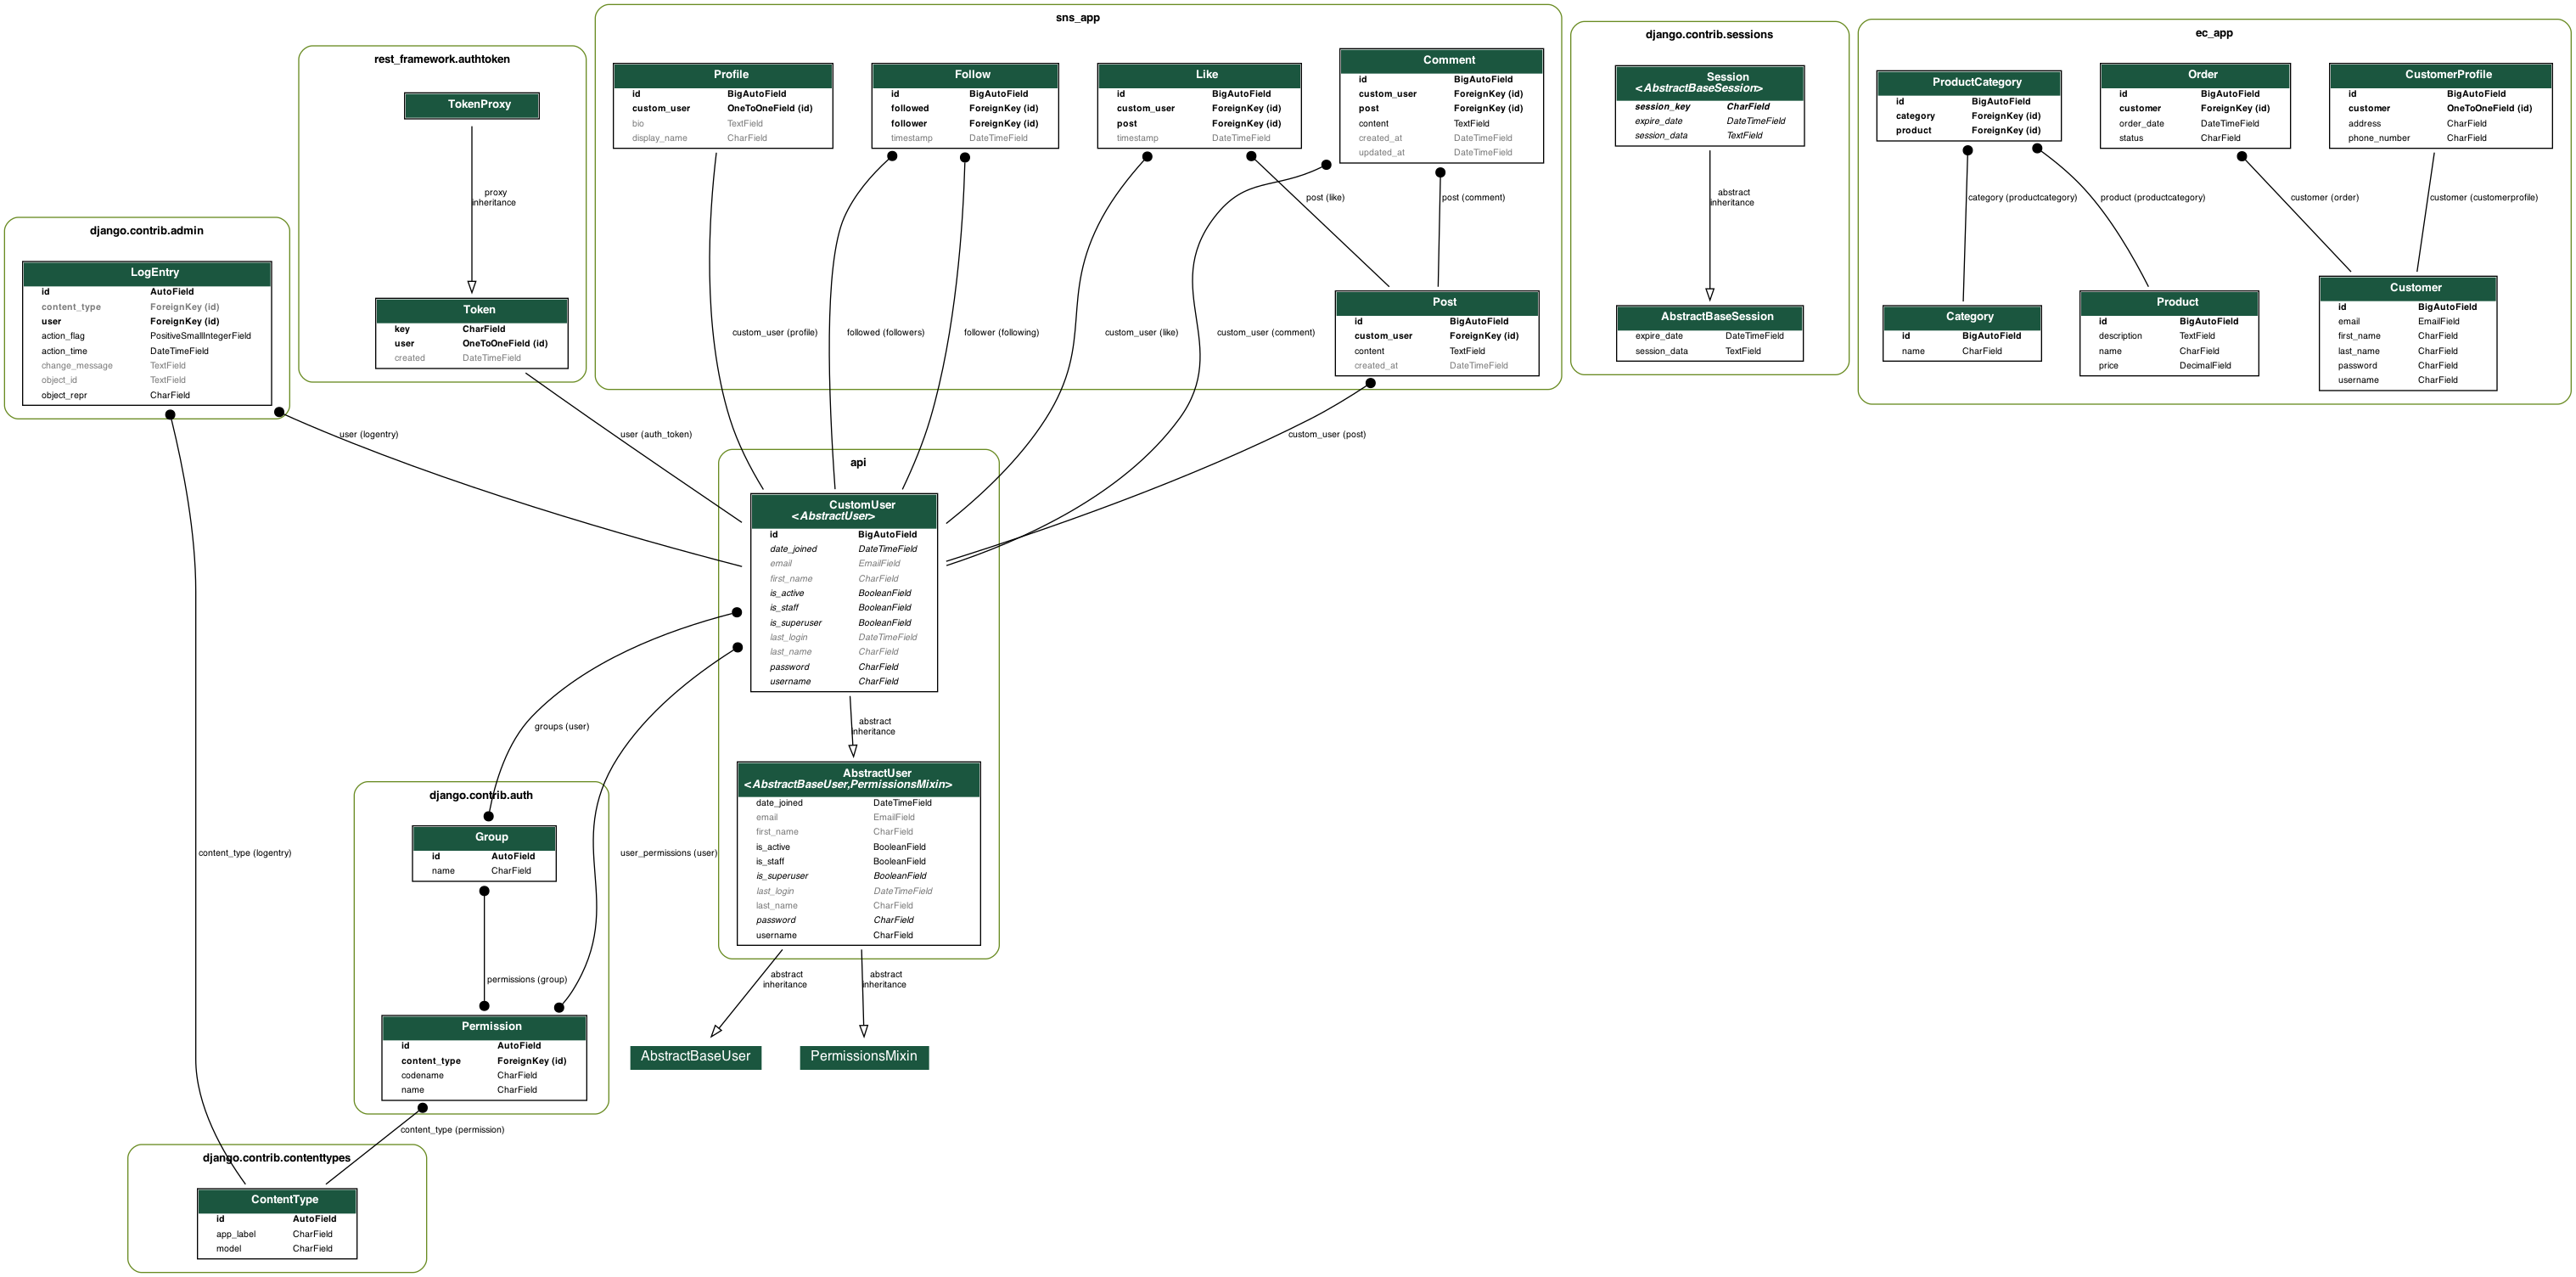 sns_app
Profile
id BigAutoField
custom_user OneToOneField (id)
bio TextField
display_name CharField
Follow
id BigAutoField
followed ForeignKey (id)
follower ForeignKey (id)
timestamp DateTimeField
Like
id BigAutoField
custom_user ForeignKey (id)
post ForeignKey (id)
timestamp DateTimeField
Comment
id BigAutoField
custom_user ForeignKey (id)
post ForeignKey (id)
content TextField
created_at DateTimeField
updated_at DateTimeField
post (like)
post (comment)
custom_user (profile)
followed (followers)
follower (following)
custom_user (like)
custom_user (comment)
Post
id BigAutoField
custom_user ForeignKey (id)
content TextField
created_at DateTimeField
custom_user (post)
rest_framework.authtoken
TokenProxy
proxy
inheritance
Token
key CharField
user OneToOneField (id)
created DateTimeField
user (auth_token)
django.contrib.admin
LogEntry
id AutoField
content_type ForeignKey (id)
user ForeignKey (id)
action_flag PositiveSmallIntegerField
action_time DateTimeField
change_message TextField
object_id TextField
object_repr CharField
user (logentry)
django.contrib.sessions
Session
<AbstractBaseSession>
session_key CharField
expire_date DateTimeField
session_data TextField
abstract
inheritance
AbstractBaseSession
expire_date DateTimeField
session_data TextField
ec_app
ProductCategory
id BigAutoField
category ForeignKey (id)
product ForeignKey (id)
Order
id BigAutoField
customer ForeignKey (id)
order_date DateTimeField
status CharField
CustomerProfile
id BigAutoField
customer OneToOneField (id)
address CharField
phone_number CharField
category (productcategory)
product (productcategory)
customer (order)
customer (customerprofile)
Category
id BigAutoField
name CharField
Product
id BigAutoField
description TextField
name CharField
price DecimalField
Customer
id BigAutoField
email EmailField
first_name CharField
last_name CharField
password CharField
username CharField
api
CustomUser
<AbstractUser>
id BigAutoField
date_joined DateTimeField
email EmailField
first_name CharField
is_active BooleanField
is_staff BooleanField
is_superuser BooleanField
last_login DateTimeField
last_name CharField
password CharField
username CharField
abstract
inheritance
AbstractUser
<AbstractBaseUser,PermissionsMixin>
date_joined DateTimeField
email EmailField
first_name CharField
is_active BooleanField
is_staff BooleanField
is_superuser BooleanField
last_login DateTimeField
last_name CharField
password CharField
username CharField
abstract
inheritance
abstract
inheritance
AbstractBaseUser
PermissionsMixin
groups (user)
user_permissions (user)
content_type (logentry)
django.contrib.auth
Group
id AutoField
name CharField
permissions (group)
Permission
id AutoField
content_type ForeignKey (id)
codename CharField
name CharField
content_type (permission)
django.contrib.contenttypes
ContentType
id AutoField
app_label CharField
model CharField